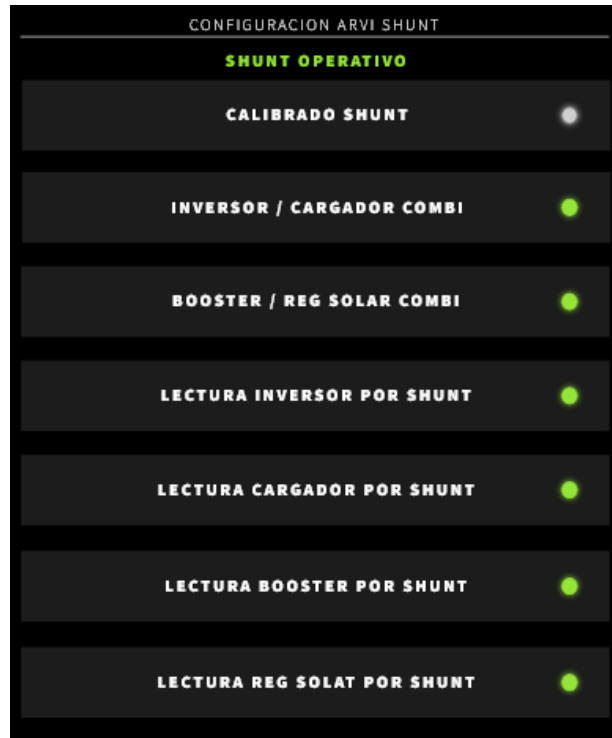 CONFIGURACION ARVI SHUNT
SHUNT OPERATIVO
CALIBRADO SHUNT
INVERSOR / CARGADOR COMBI
BOOSTER / REG SOLAR COMBI
LECTURA INVERSOR POR SHUNT
LECTURA CARGADOR POR SHUNT
LECTURA BOOSTER POR SHUNT
LECTURA REG SOLAT POR SHUNT